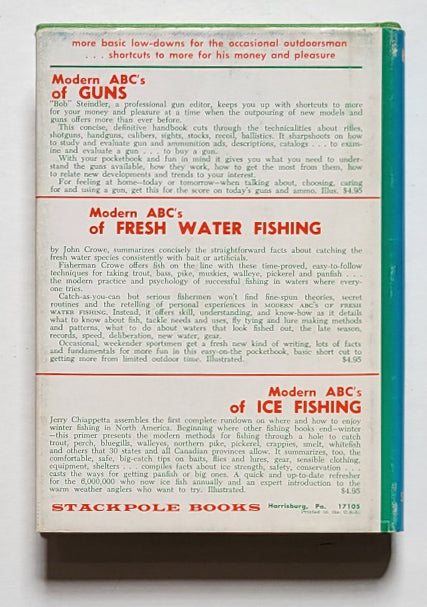 more basic low-downs for the occasional outdoorsman
. . . shortcuts to more for his money and pleasure
Modern ABC's
of GUNS
"Bob" Steindler, a professional gun editor, keeps you up with shortcuts to more
for your money and pleasure at a time when the outpouring of new models and
guns offers more than ever before.
This concise, definitive handbook cuts through the technicalities about rifles,
shotguns, handguns, calibers, sights, stocks, recoil, ballistics. It sharpshoots on how
to study and evaluate gun and ammunition ads, descriptions, catalogs . . . to exam-
ine and evaluate a gun . . . to buy a gun.
With your pocketbook and fun in mind it gives you what you need to under-
stand the guns available, how they work, how to get the most from them, how
to relate new developments and trends to your interest.
For feeling at home—today or tomorrow—when talking about, choosing, caring
for and using a gun, get this for the score on today's guns and ammo. Illus. $4.95
Modern ABC's
of FRESH WATER FISHING
by John Crowe, summarizes concisely the straightforward facts about catching the
fresh water species consistently with bait or artificials.
Fisherman Crowe offers fish on the line with these time-proved, easy-to-follow
techniques for taking trout, bass, pike, muskies, walleye, pickerel and panfish . . .
the modern practice and psychology of successful fishing in waters where every-
one tries.
Catch-as-you-can but serious fishermen won't find fine-spun theories, secret
routines and the retelling of personal experiences in MODERN ABC'S OF FRESH
WATER FISHING. Instead, it offers skill, understanding, and know-how as it details
what to know about fish, tackle needs and uses, fly tying and lure making methods
and patterns, what to do about waters that look fished out, the late season,
records, speed, deliberation, new water, gear.
Occasional, weekender sportsmen get a fresh new kind of writing, lots of facts
and fundamentals for more fun in this easy-on-the pocketbook, basic short cut to
getting more from limited outdoor time. Illustrated. $4.95
Modern ABC's
of ICE FISHING
Jerry Chiappetta assembles the first complete rundown on where and how to enjoy
winter fishing in North America. Beginning where other fishing books end—winter
—this primer presents the modern methods for fishing through a hole to catch
trout, perch, bluegills, walleyes, northern pike, pickerel, crappies, smelt, whitefish
and others that 30 states and all Canadian provinces allow. It summarizes, too, the
comfortable, safe, big-catch tips on baits, flies and lures, gear, sensible clothing,
equipment, shelters . . . compiles facts about ice strength, safety, conservation . . .
casts the ways for getting panfish or big ones. A quick and up-to-date refresher
for the 6,000,000 who now ice fish annually and an expert introduction to the
warm weather anglers who want to try. Illustrated. $4.95
STACKPOLE BOOKS Harrisburg, Pa. 17105
Printed in the U.S.A.